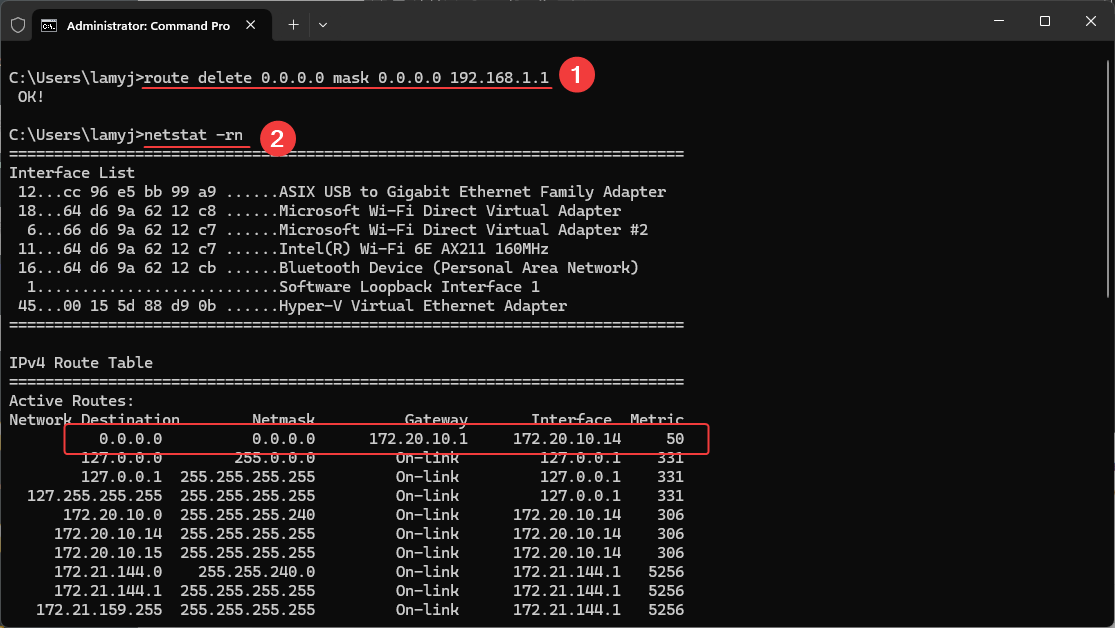 Administrator: Command Pro
C:\Users\lamyj>route delete 0.0.0.0 mask 0.0.0.0 192.168.1.1 1
OK!
C:\Users\lamyj>netstat -rn 2
===========================================================================
Interface List
12...cc 96 e5 bb 99 a9 ......ASIX USB to Gigabit Ethernet Family Adapter
18...64 d6 9a 62 12 c8 ......Microsoft Wi-Fi Direct Virtual Adapter
6...66 d6 9a 62 12 c7 ......Microsoft Wi-Fi Direct Virtual Adapter #2
11...64 d6 9a 62 12 c7 ......Intel(R) Wi-Fi 6E AX211 160MHz
16...64 d6 9a 62 12 cb ......Bluetooth Device (Personal Area Network)
1...........................Software Loopback Interface 1
45...00 15 5d 88 d9 0b ......Hyper-V Virtual Ethernet Adapter
===========================================================================
IPv4 Route Table
===========================================================================
Active Routes:
Network Destination Netmask Gateway Interface Metric
0.0.0.0 0.0.0.0 172.20.10.1 172.20.10.14 50
127.0.0.0 255.0.0.0 On-link 127.0.0.1 331
127.0.0.1 255.255.255.255 On-link 127.0.0.1 331
127.255.255.255 255.255.255.255 On-link 127.0.0.1 331
172.20.10.0 255.255.255.240 On-link 172.20.10.14 306
172.20.10.14 255.255.255.255 On-link 172.20.10.14 306
172.20.10.15 255.255.255.255 On-link 172.20.10.14 306
172.21.144.0 255.255.240.0 On-link 172.21.144.1 5256
172.21.144.1 255.255.255.255 On-link 172.21.144.1 5256
172.21.159.255 255.255.255.255 On-link 172.21.144.1 5256